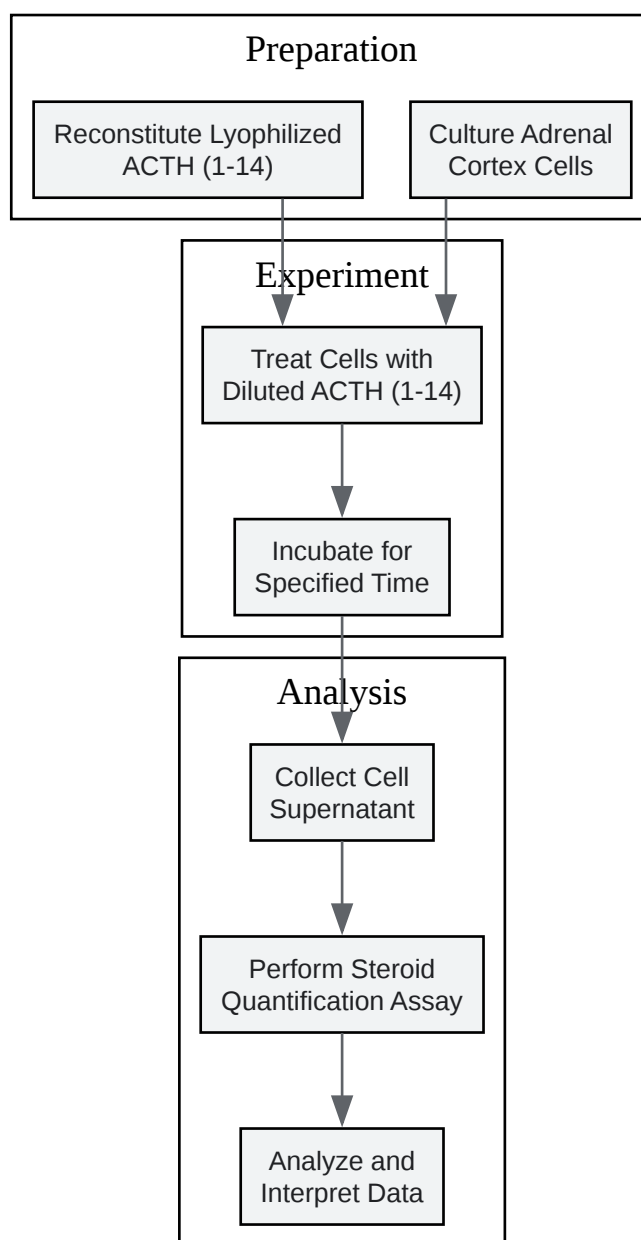 Preparation
Reconstitute Lyophilized
ACTH (1-14)
Culture Adrenal
Cortex Cells
Experiment
Treat Cells with
Diluted ACTH (1-14)
Incubate for
Specified Time
Analysis
Collect Cell
Supernatant
Perform Steroid
Quantification Assay
Analyze and
Interpret Data